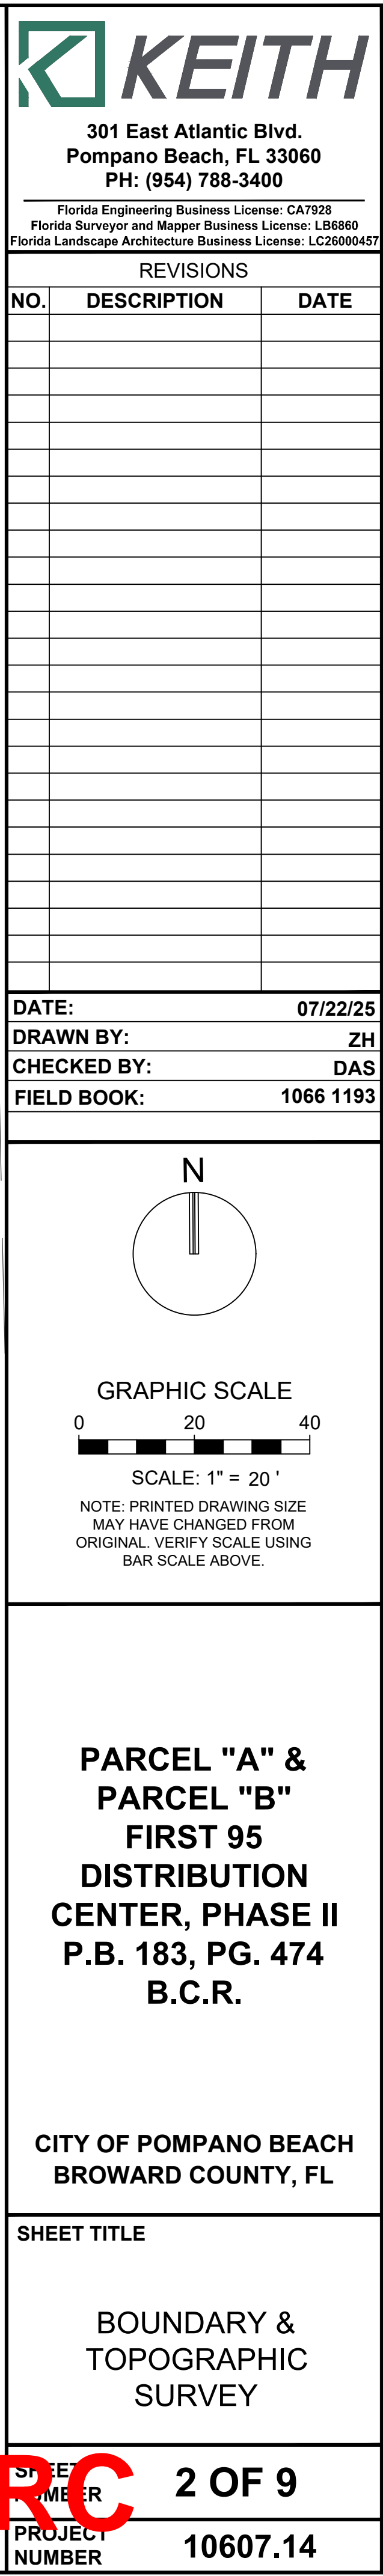 KEITH
301 East Atlantic Blvd.
Pompano Beach, FL 33060
PH: (954) 788-3400
Florida Engineering Business License: CA7928
Florida Surveyor and Mapper Business License: LB6860
Florida Landscape Architecture Business License: LC26000457
REVISIONS
NO. DESCRIPTION DATE
DATE: 07/22/25
DRAWN BY: ZH
CHECKED BY: DAS
FIELD BOOK: 1066 1193
N
GRAPHIC SCALE
0 20 40
SCALE: 1" = 20 '
NOTE: PRINTED DRAWING SIZE
MAY HAVE CHANGED FROM
ORIGINAL. VERIFY SCALE USING
BAR SCALE ABOVE.
PARCEL "A" &
PARCEL "B"
FIRST 95
DISTRIBUTION
CENTER, PHASE II
P.B. 183, PG. 474
B.C.R.
CITY OF POMPANO BEACH
BROWARD COUNTY, FL
SHEET TITLE
BOUNDARY &
TOPOGRAPHIC
SURVEY
SHEET
NUMBER 2 OF 9
RC
PROJECT
NUMBER 10607.14